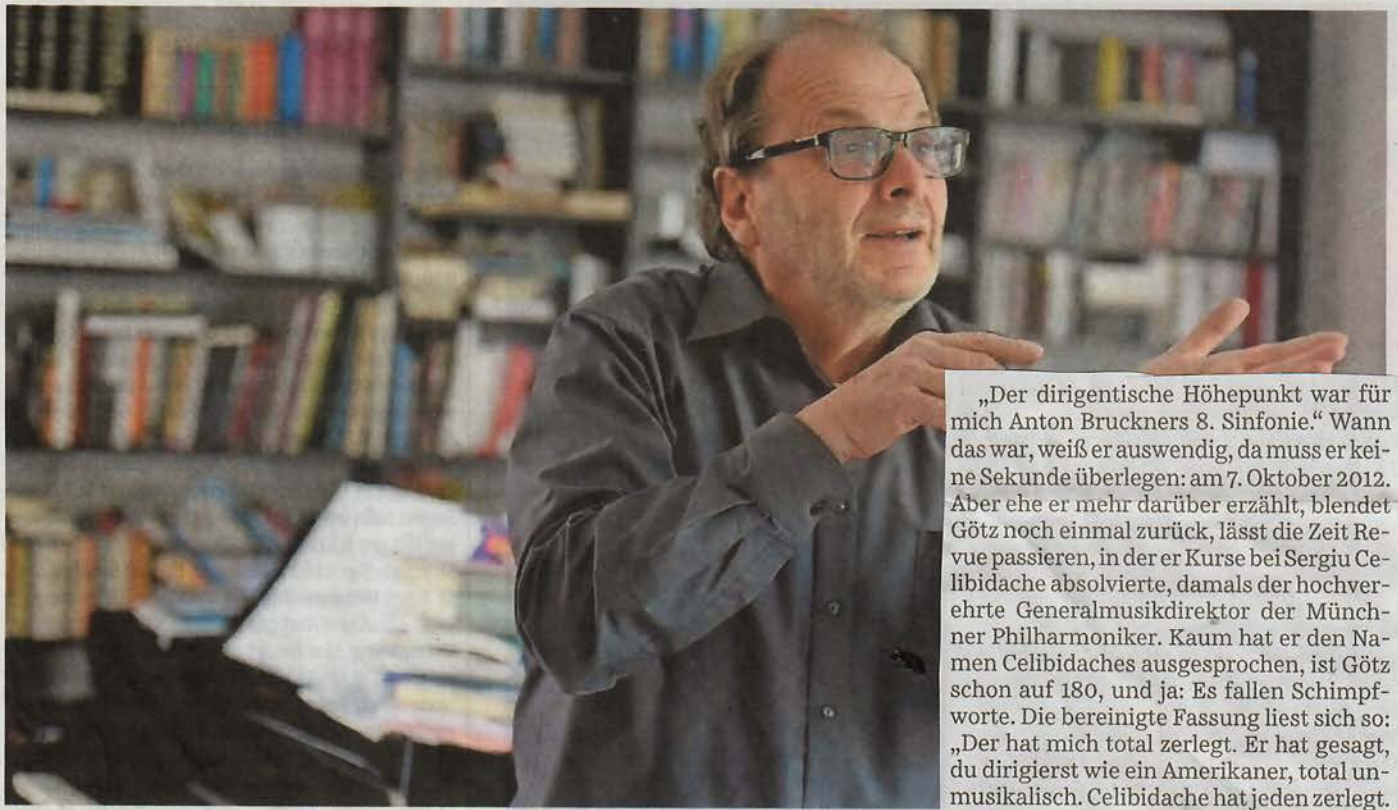 „Der dirigentische Höhepunkt war für
mich Anton Bruckners 8. Sinfonie.“ Wann
das war, weiß er auswendig, da muss er kei-
ne Sekunde überlegen: am 7. Oktober 2012.
Aber ehe er mehr darüber erzählt, blendet
Götz noch einmal zurück, lässt die Zeit Re-
vue passieren, in der er Kurse bei Sergiu Ce-
libidache absolvierte, damals der hochver-
ehrte Generalmusikdirektor der Münch-
ner Philharmoniker. Kaum hat er den Na-
men Celibidaches ausgesprochen, ist Götz
schon auf 180, und ja: Es fallen Schimpf-
worte. Die bereinigte Fassung liest sich so:
„Der hat mich total zerlegt. Er hat gesagt,
du dirigierst wie ein Amerikaner, total un-
musikalisch. Celibidache hat jeden zerlegt.